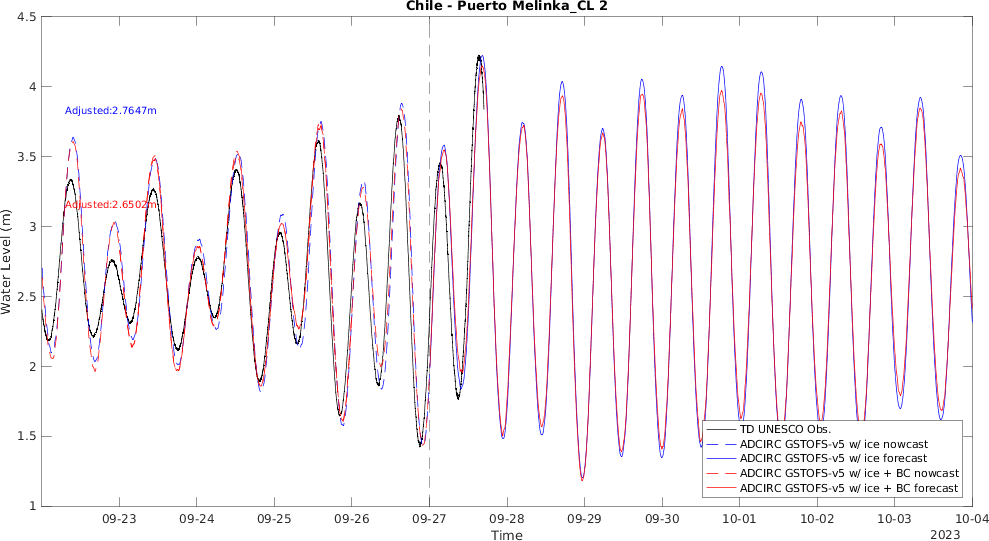 Chile - Puerto Melinka_CL 2
4.5
4
3.5
3
2.5
2
1.5
1
Water Level (m)
Adjusted:2.7647m
Adjusted:2.6502m
TD UNESCO Obs.
ADCIRC GSTOFS-v5 w/ ice nowcast
ADCIRC GSTOFS-v5 w/ ice forecast
ADCIRC GSTOFS-v5 w/ ice + BC nowcast
ADCIRC GSTOFS-v5 w/ ice + BC forecast
09-23 09-24 09-25 09-26 09-27 09-28 09-29 09-30 10-01 10-02 10-03 10-04
Time
2023